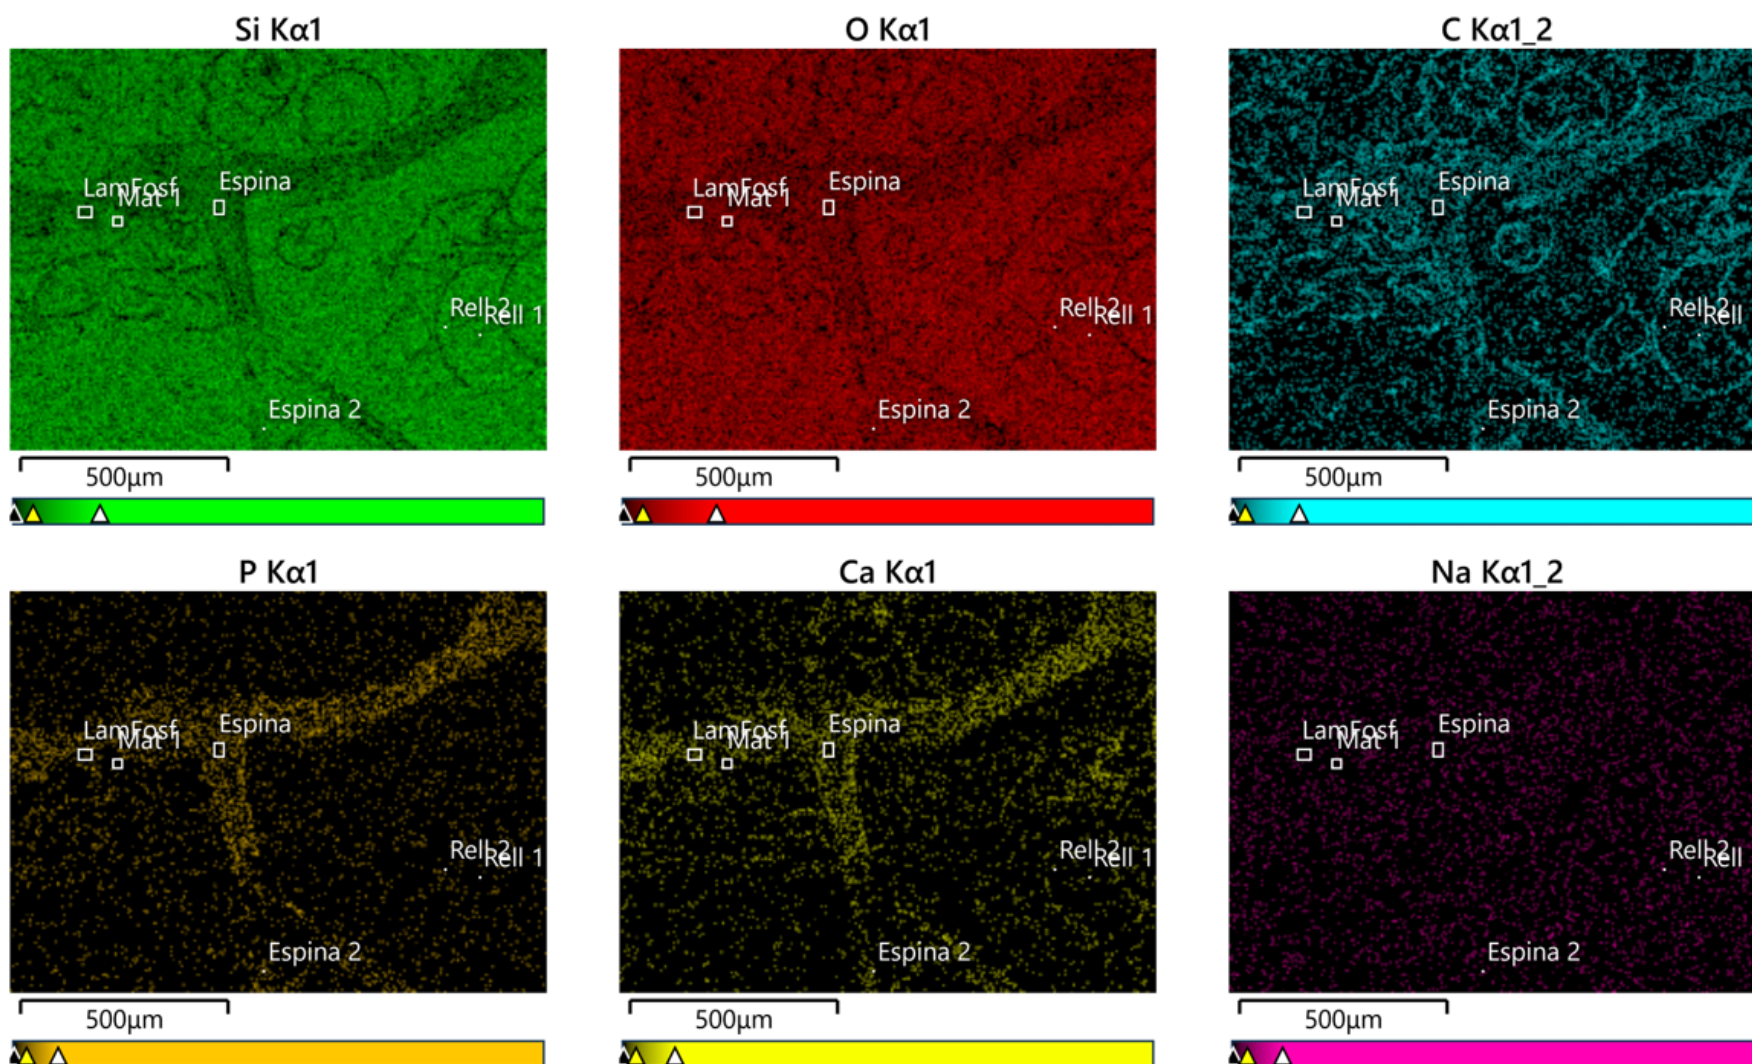 Si Kα1
LamFosf
Mat 1
Espina
Rell 2
Rell 1
Espina 2
500µm
O Kα1
LamFosf
Mat 1
Espina
Rell 2
Rell 1
Espina 2
500µm
C Kα1_2
LamFosf
Mat 1
Espina
Rell 2
Rell
Espina 2
500µm
P Kα1
LamFosf
Mat 1
Espina
Rell 2
Rell 1
Espina 2
500µm
Ca Kα1
LamFosf
Mat 1
Espina
Rell 2
Rell 1
Espina 2
500µm
Na Kα1_2
LamFosf
Mat 1
Espina
Rell 2
Rell
Espina 2
500µm